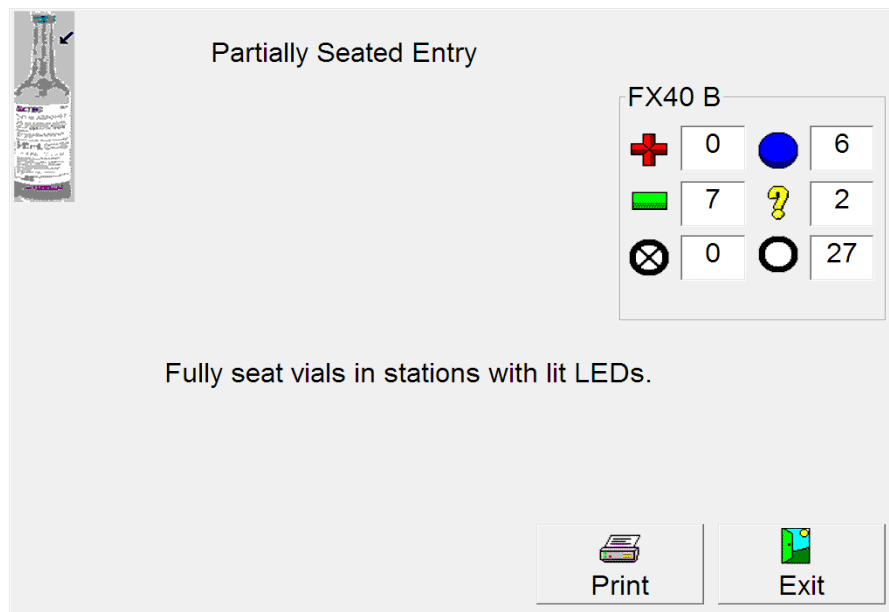 Partially Seated Entry
FX40 B
0 6
7 2
0 27
Fully seat vials in stations with lit LEDs.
Print Exit